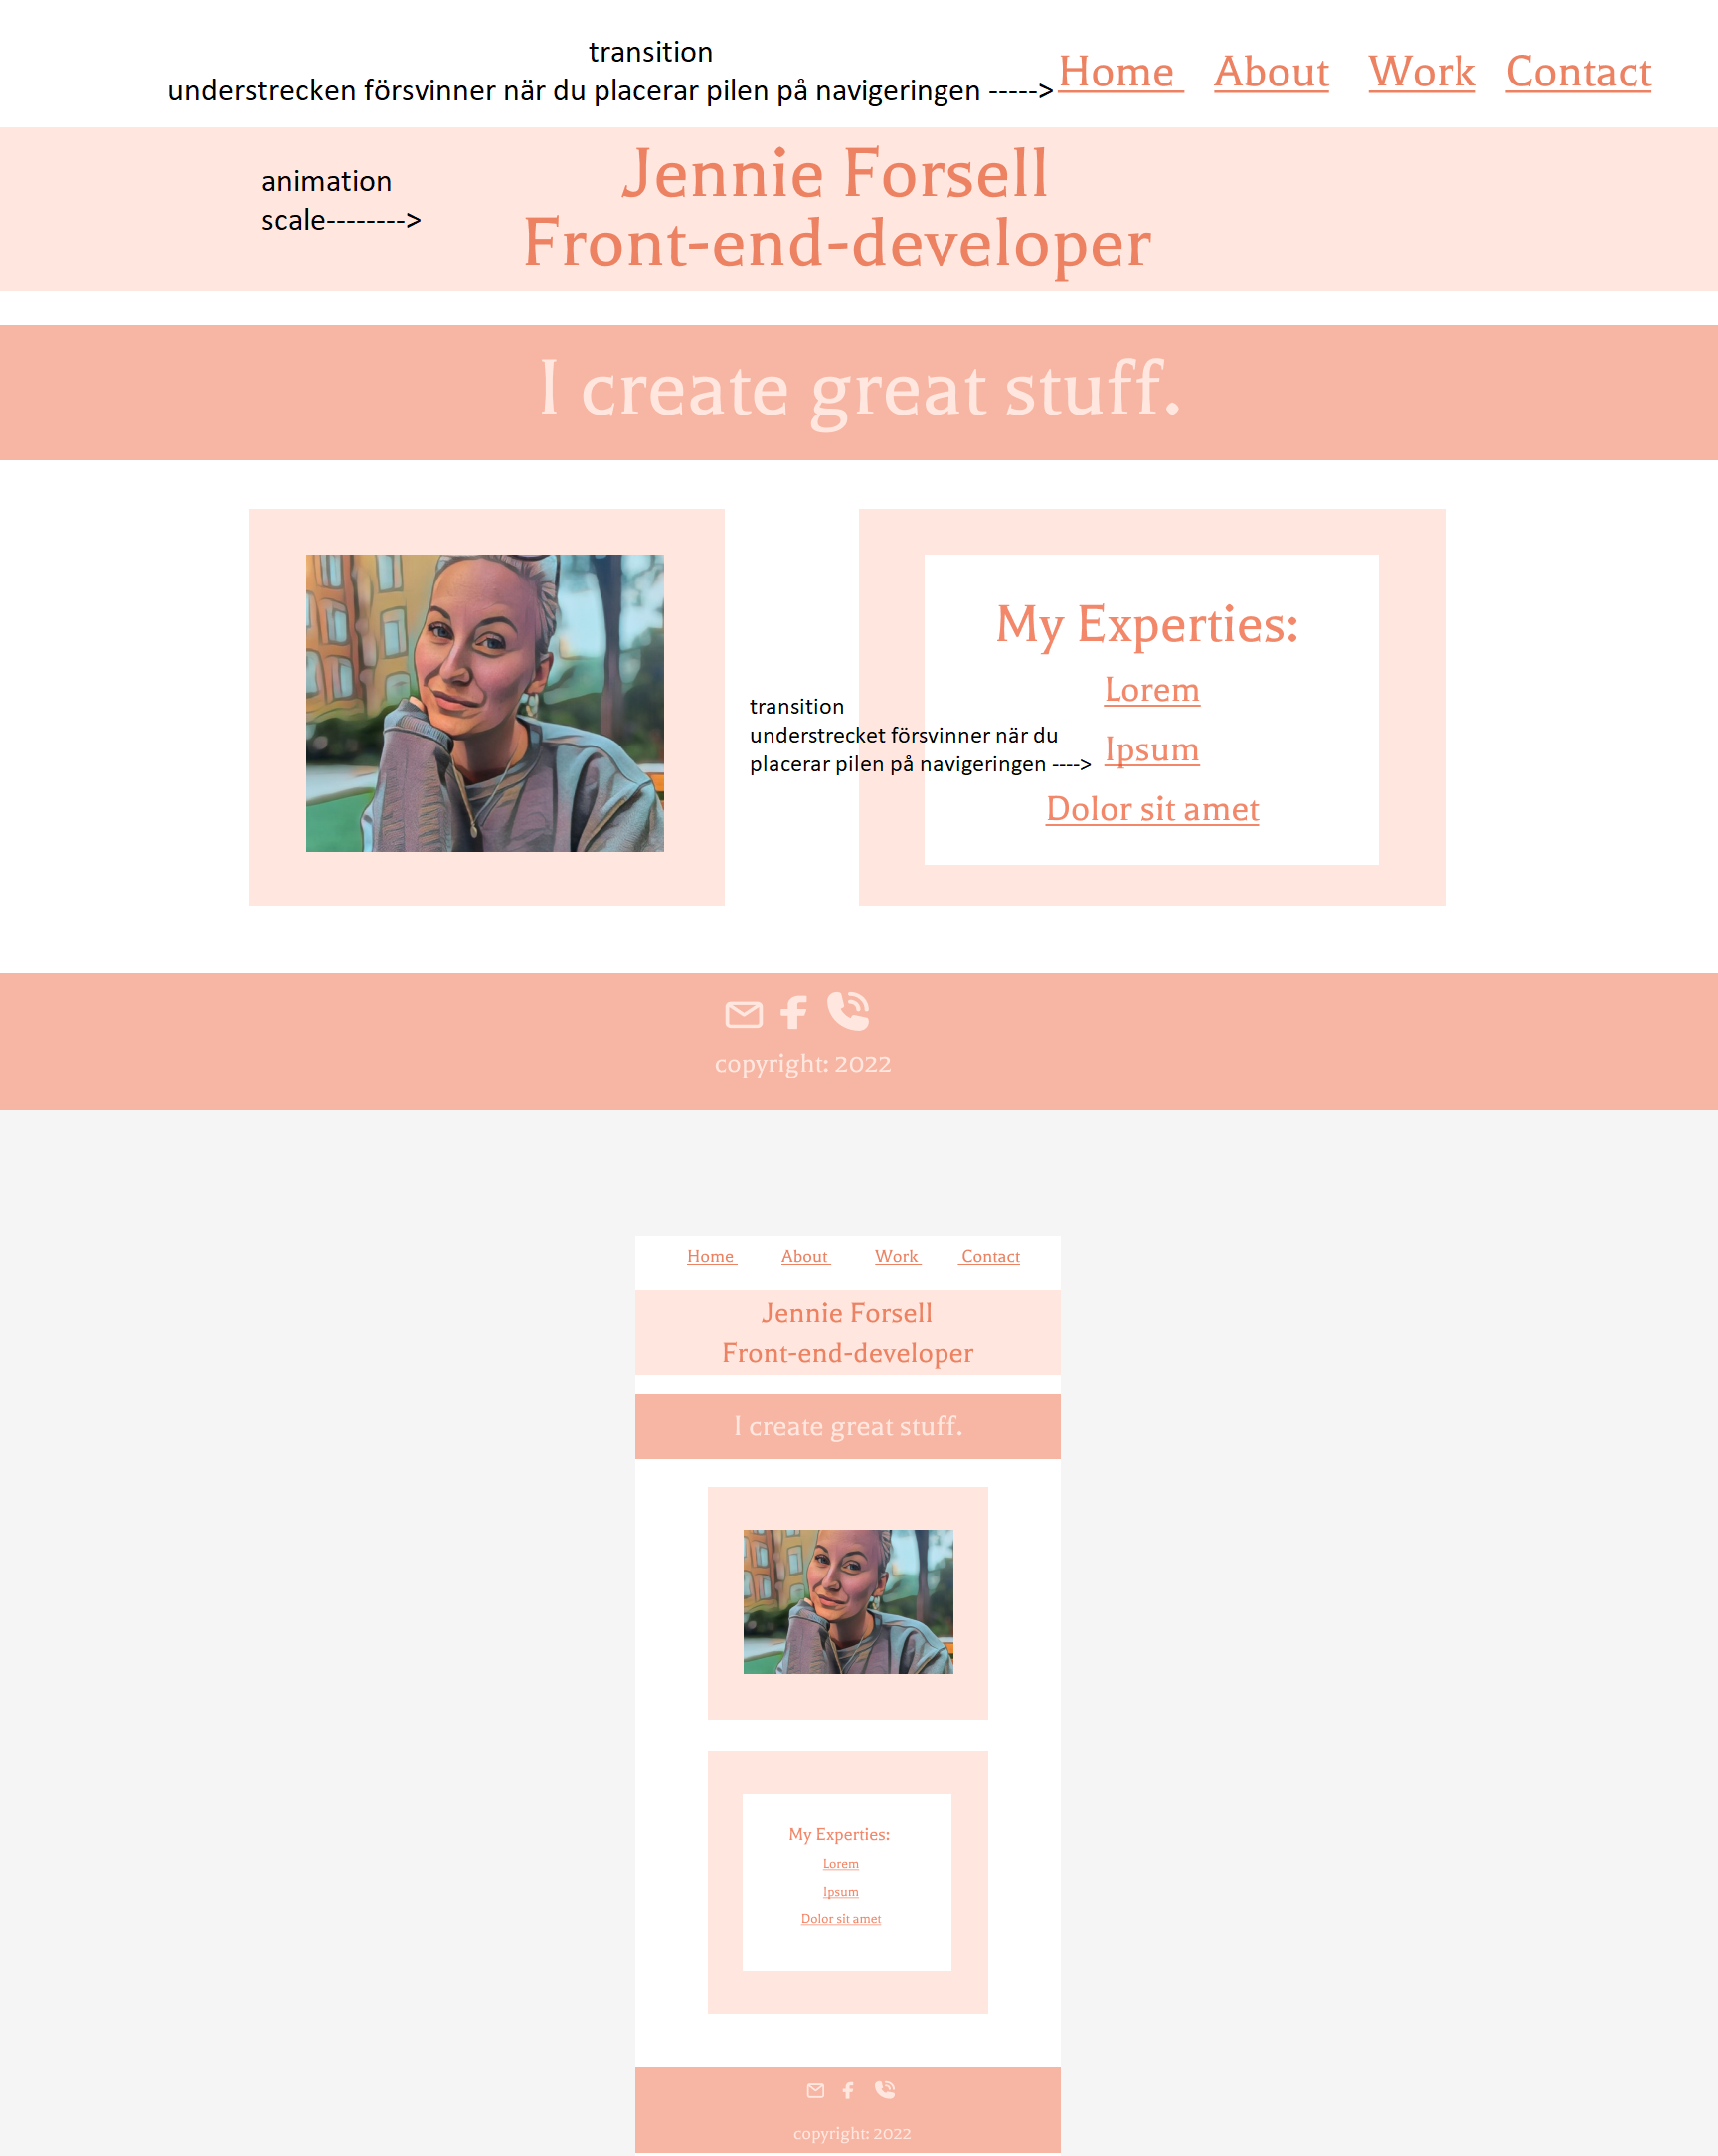 transition
understrecken försvinner när du placerar pilen på navigeringen -----> Home About Work Contact
animation
scale-------->
Jennie Forsell
Front-end-developer
I create great stuff.
My Experties:
Lorem
transition
understrecket försvinner när du
placerar pilen på navigeringen ---->
Ipsum
Dolor sit amet
copyright: 2022
Home About Work Contact
Jennie Forsell
Front-end-developer
I create great stuff.
My Experties:
Lorem
Ipsum
Dolor sit amet
copyright: 2022